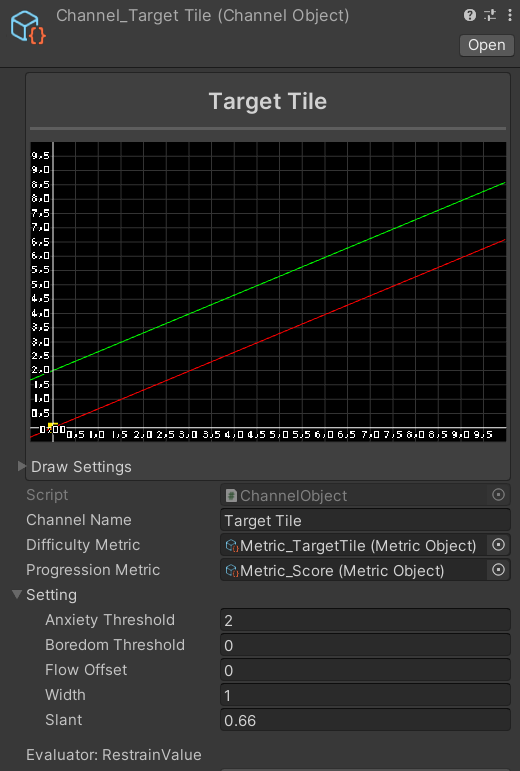 Channel_Target Tile (Channel Object)
Open
Target Tile
9,5
9,0
8,5
8,0
7,5
7,0
6,5
6,0
5,5
5,0
4,5
4,0
3,5
3,0
2,5
2,0
1,5
1,0
0,5
0,0 0,5 1,0 1,5 2,0 2,5 3,0 3,5 4,0 4,5 5,0 5,5 6,0 6,5 7,0 7,5 8,0 8,5 9,0 9,5
Draw Settings
Script ChannelObject
Channel Name Target Tile
Difficulty Metric Metric_TargetTile (Metric Object)
Progression Metric Metric_Score (Metric Object)
Setting
Anxiety Threshold 2
Boredom Threshold 0
Flow Offset 0
Width 1
Slant 0.66
Evaluator: RestrainValue